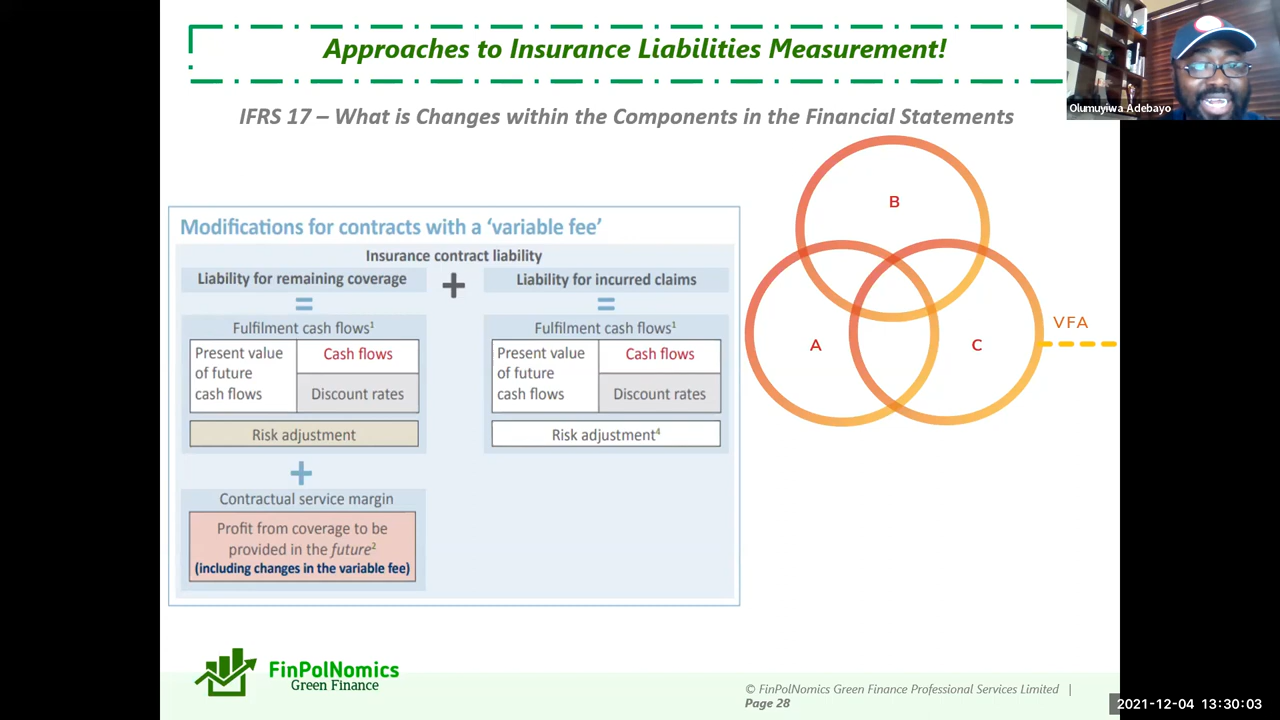 Approaches to Insurance Liabilities Measurement!
Olumuyiwa Adebayo
IFRS 17 – What is Changes within the Components in the Financial Statements
Modifications for contracts with a ‘variable fee’
Insurance contract liability
Liability for remaining coverage
+
Liability for incurred claims
=
=
Fulfilment cash flows¹
Fulfilment cash flows¹
Present value
of future
cash flows
Cash flows
Discount rates
Present value
of future
cash flows
Cash flows
Discount rates
Risk adjustment
Risk adjustment⁴
+
Contractual service margin
Profit from coverage to be
provided in the future²
(including changes in the variable fee)
B
A
C
VFA
FinPolNomics
Green Finance
© FinPolNomics Green Finance Professional Services Limited |
Page 28
2021-12-04 13:30:03